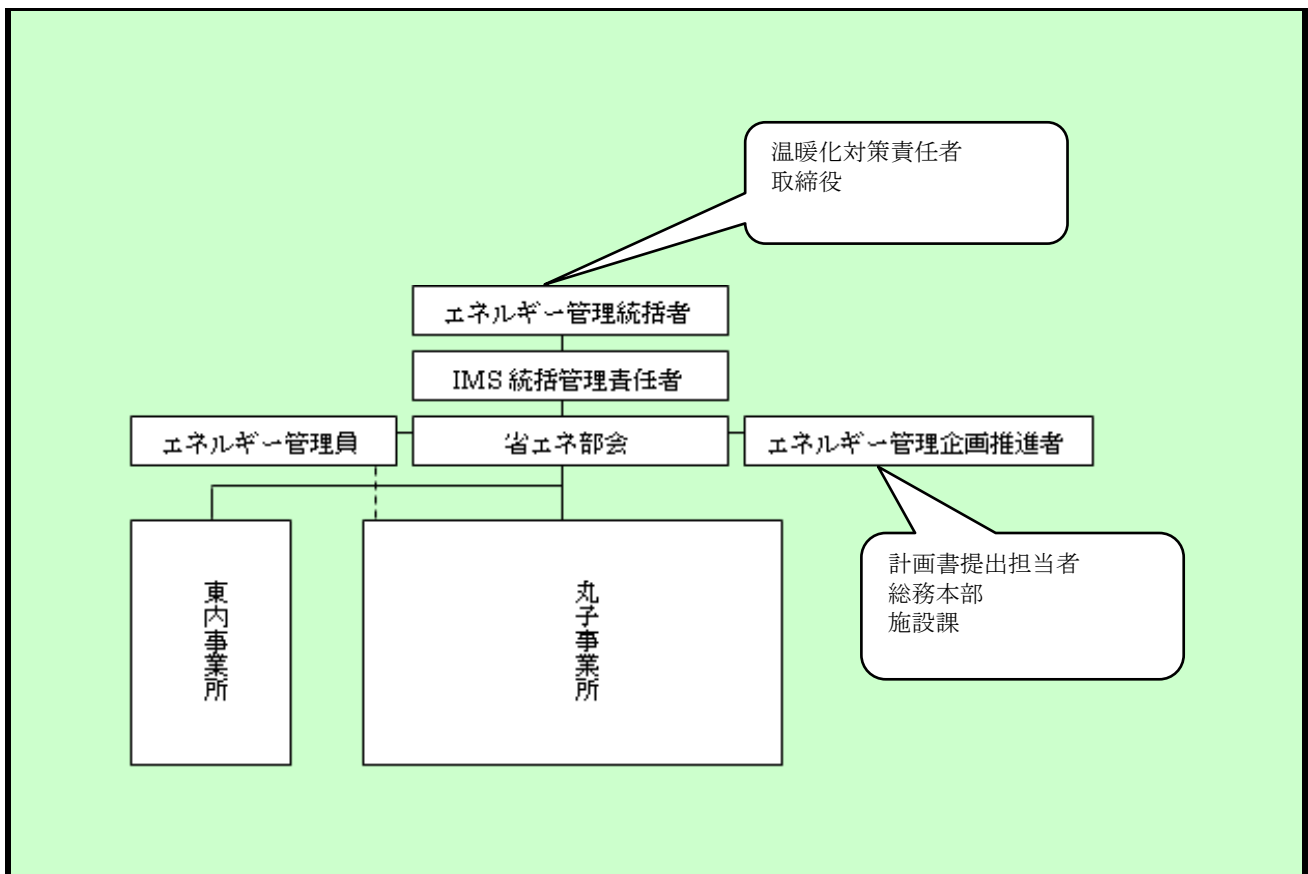 温暖化対策責任者
取締役
エネルギー管理統括者
IMS 統括管理責任者
エネルギー管理員
省エネ部会
エネルギー管理企画推進者
計画書提出担当者
総務本部
施設課
東内事業所
丸子事業所